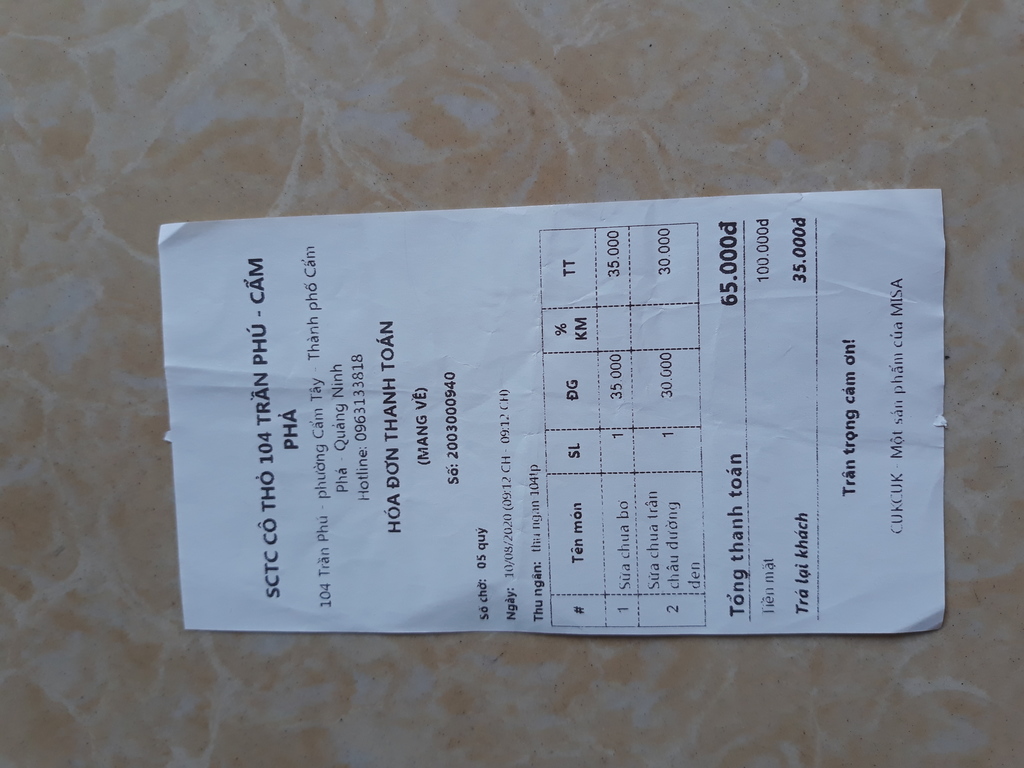 SCTC CÔ THỎ 104 TRẦN PHÚ - CẨM
PHẢ
104 Trần Phú - phường Cẩm Tây - Thành phố Cẩm
Phả - Quảng Ninh
Hotline: 0963133818
HÓA ĐƠN THANH TOÁN
(MANG VỀ)
Số: 2003000940
Số chờ: 05 quý
Ngày: 10/08/2020 (09:12 CH - 09:12 CH)
Thu ngân: thu ngan 104tp
# Tên món SL ĐG % KM TT
1 Sữa chua bơ 1 35.000 35.000
2 Sữa chua trân châu đường đen 1 30.000 30.000
Tổng thanh toán 65.000đ
Tiền mặt 100.000đ
Trả lại khách 35.000đ
Trân trọng cảm ơn!
CUKCUK - Một sản phẩm của MISA